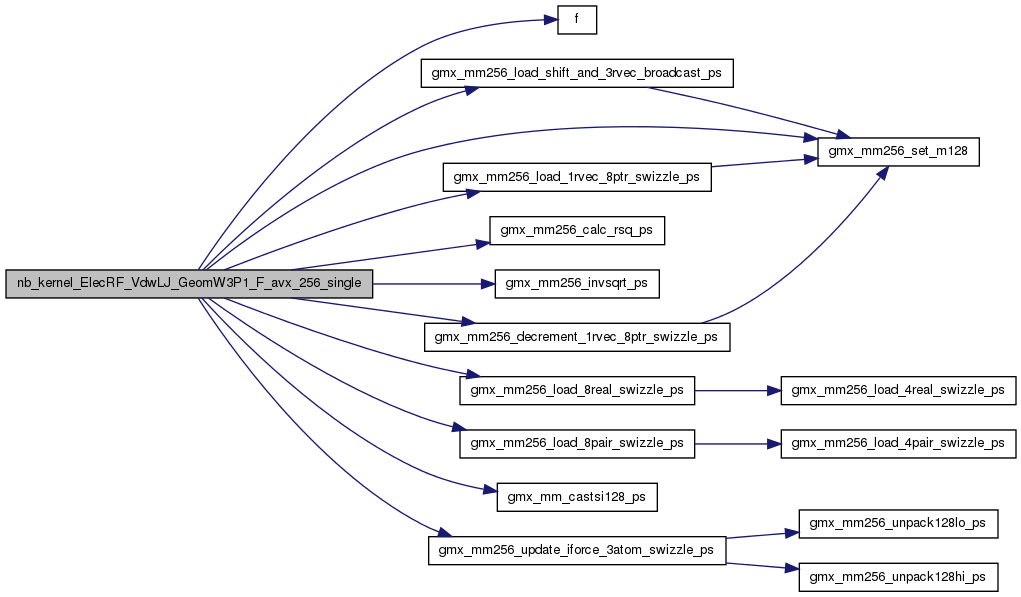 f
gmx_mm256_load_shift_and_3rvec_broadcast_ps
gmx_mm256_set_m128
gmx_mm256_load_1rvec_8ptr_swizzle_ps
gmx_mm256_calc_rsq_ps
nb_kernel_ElecRF_VdwLJ_GeomW3P1_F_avx_256_single
gmx_mm256_invsqrt_ps
gmx_mm256_decrement_1rvec_8ptr_swizzle_ps
gmx_mm256_load_8real_swizzle_ps
gmx_mm256_load_4real_swizzle_ps
gmx_mm256_load_8pair_swizzle_ps
gmx_mm256_load_4pair_swizzle_ps
gmx_mm_castsi128_ps
gmx_mm256_unpack128lo_ps
gmx_mm256_update_iforce_3atom_swizzle_ps
gmx_mm256_unpack128hi_ps